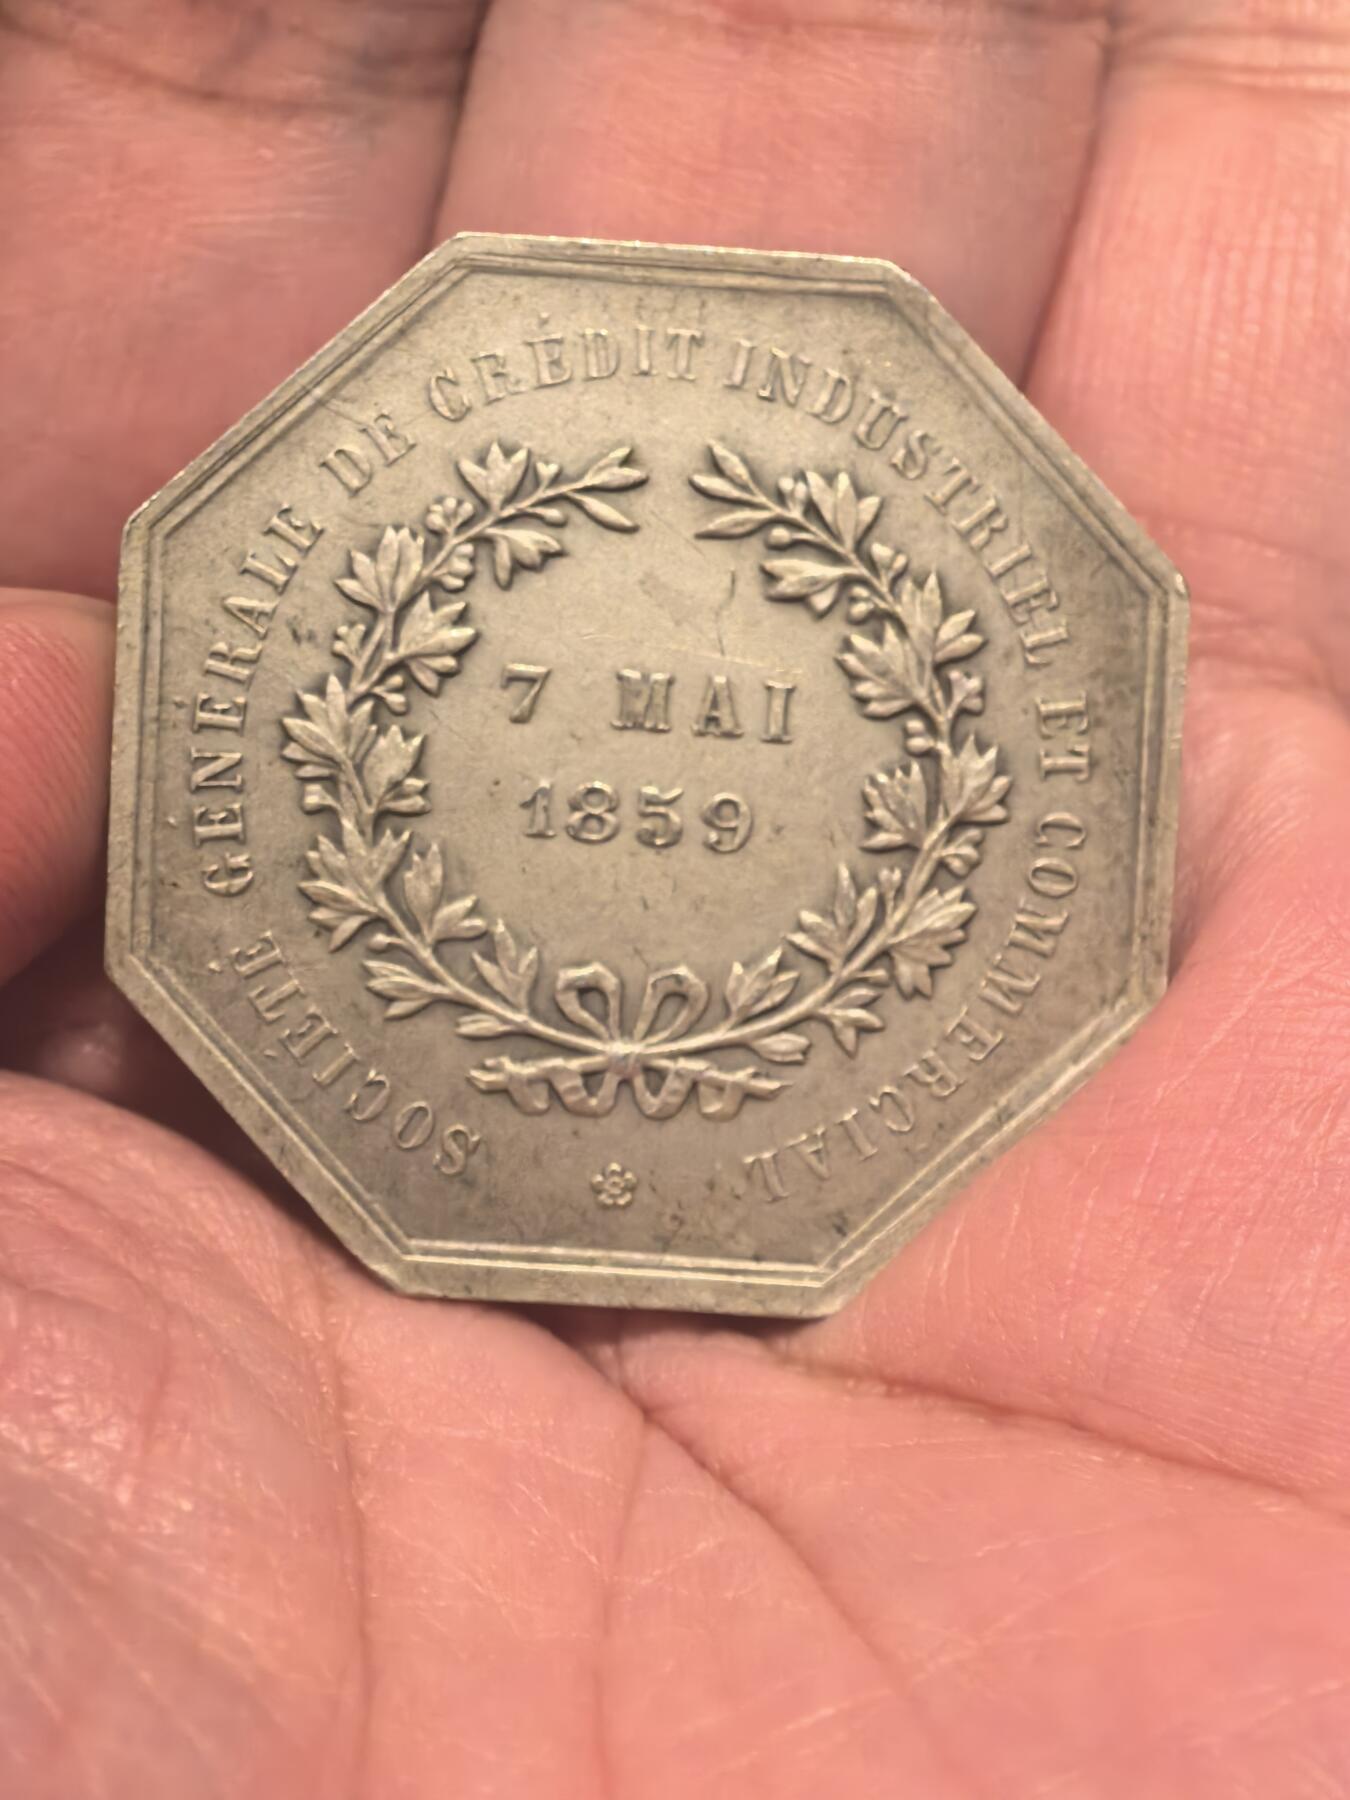 SOCIÉTÉ GÉNÉRALE DE CRÉDIT INDUSTRIEL ET COMMERCIAL
7 MAI
1859